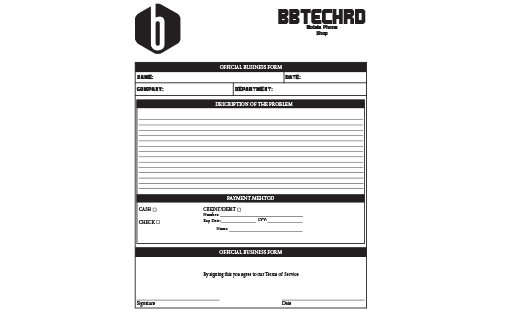 b
BBTECHRD
Mobile Phone
Shop
OFFICIAL BUSINESS FORM
NAME: DATE:
COMPANY: DEPARTMENT:
DESCRIPTION OF THE PROBLEM
PAYMENT MEHTOD
CASH CREDIT/DEBIT
Number
Exp Date: CVV:
CHECK
Name
OFFICIAL BUSINESS FORM
By signing this you agree to our Terms of Service
Signature Date